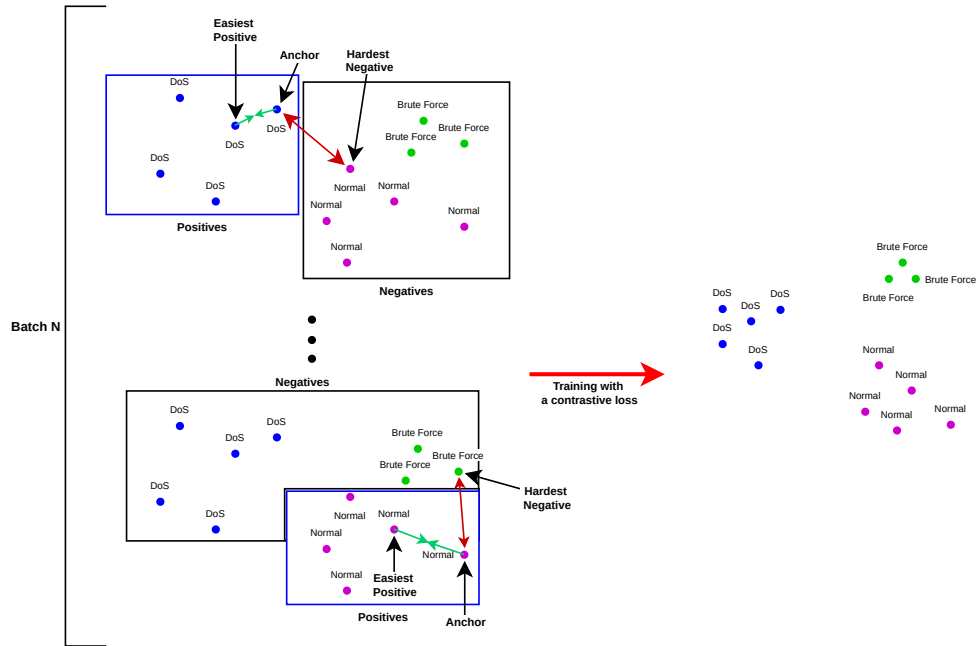 Easiest
Positive
Anchor
Hardest
Negative
DoS
DoS
DoS
DoS
DoS
Positives
Brute Force
Brute Force
Brute Force
Normal
Normal
Normal
Normal
Normal
Negatives
Batch N
Negatives
DoS
DoS
DoS
DoS
DoS
Brute Force
Brute Force
Brute Force
Hardest
Negative
Normal
Normal
Normal
Normal
Normal
Easiest
Positive
Positives
Anchor
Training with
a contrastive loss
DoS
DoS
DoS
DoS
DoS
Brute Force
Brute Force
Brute Force
Normal
Normal
Normal
Normal
Normal